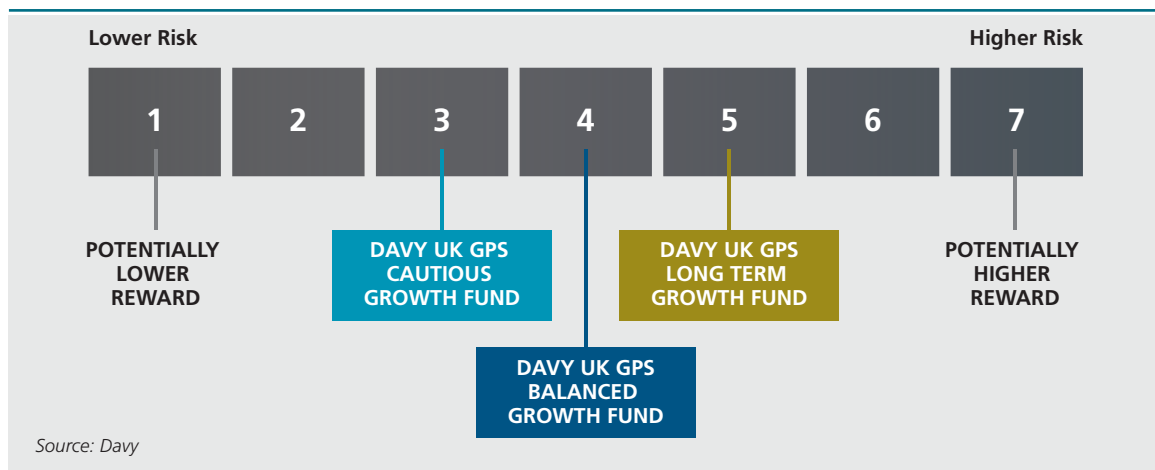 Lower Risk
Higher Risk
1
2
3
4
5
6
7
POTENTIALLY
LOWER
REWARD
DAVY UK GPS
CAUTIOUS
GROWTH FUND
DAVY UK GPS
BALANCED
GROWTH FUND
DAVY UK GPS
LONG TERM
GROWTH FUND
POTENTIALLY
HIGHER
REWARD
Source: Davy